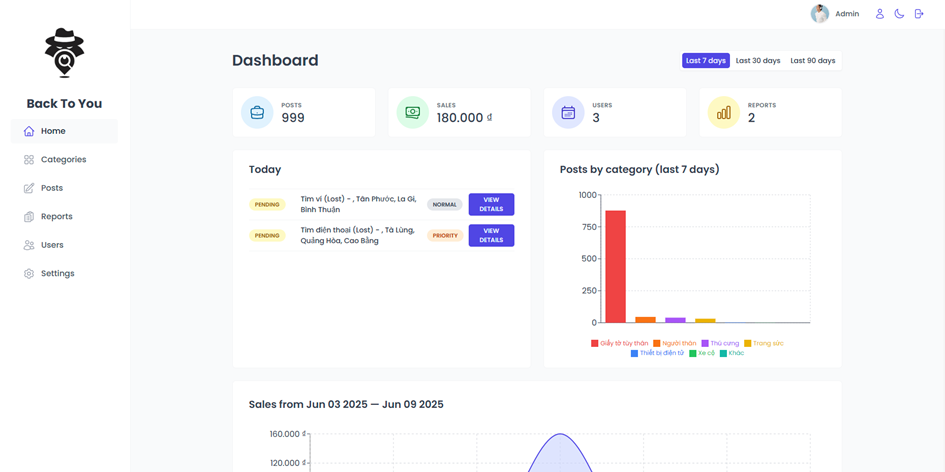 Admin
Back To You
Home
Categories
Posts
Reports
Users
Settings
Dashboard
Last 7 days
Last 30 days
Last 90 days
POSTS
999
SALES
180.000 ₫
USERS
3
REPORTS
2
Today
PENDING
Tìm ví (Lost) - , Tân Phước, La Gi,
Bình Thuận
NORMAL
VIEW
DETAILS
PENDING
Tìm điện thoại (Lost) - , Tà Lùng,
Quảng Hòa, Cao Bằng
PRIORITY
VIEW
DETAILS
Posts by category (last 7 days)
1000
750
500
250
0
Giấy tờ tùy thân Người thân Thú cưng Trang sức
Thiết bị điện tử Xe cộ Khác
Sales from Jun 03 2025 — Jun 09 2025
160.000 ₫
120.000 ₫